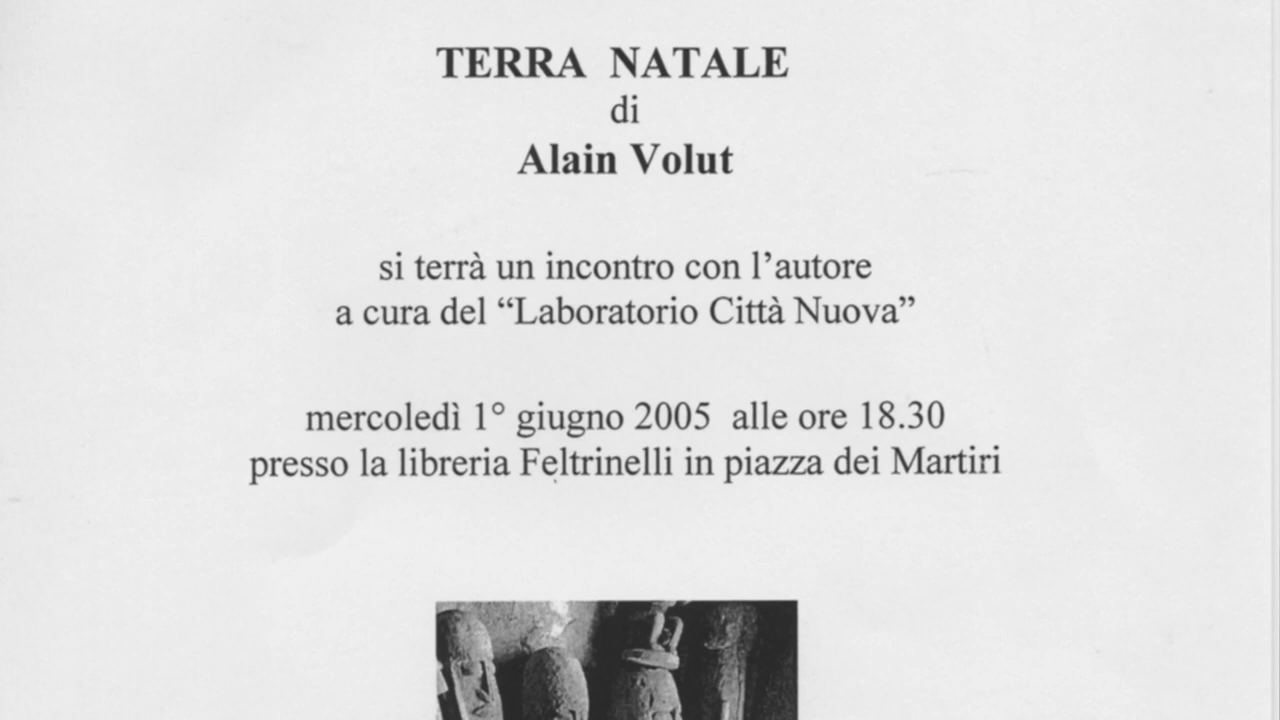 TERRA NATALE
di
Alain Volut
si terrà un incontro con l’autore
a cura del “Laboratorio Città Nuova”
mercoledì 1° giugno 2005 alle ore 18.30
presso la libreria Feltrinelli in piazza dei Martiri